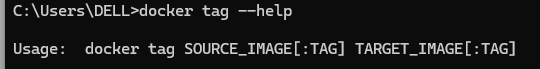 C:\Users\DELL>docker tag --help
Usage:  docker tag SOURCE_IMAGE[:TAG] TARGET_IMAGE[:TAG]